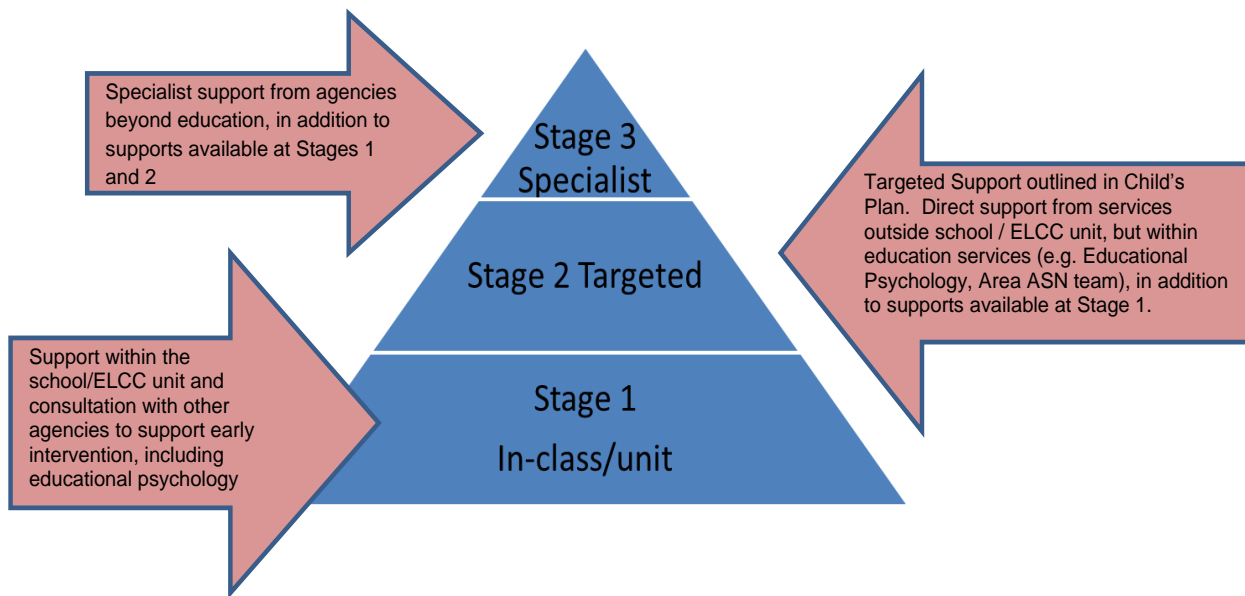 Specialist support from agencies
beyond education, in addition to
supports available at Stages 1
and 2
Stage 3
Specialist
Targeted Support outlined in Child’s
Plan.  Direct support from services
outside school / ELCC unit, but within
education services (e.g. Educational
Psychology, Area ASN team), in addition
to supports available at Stage 1.
Stage 2 Targeted
Support within the
school/ELCC unit and
consultation with other
agencies to support early
intervention, including
educational psychology
Stage 1
In-class/unit